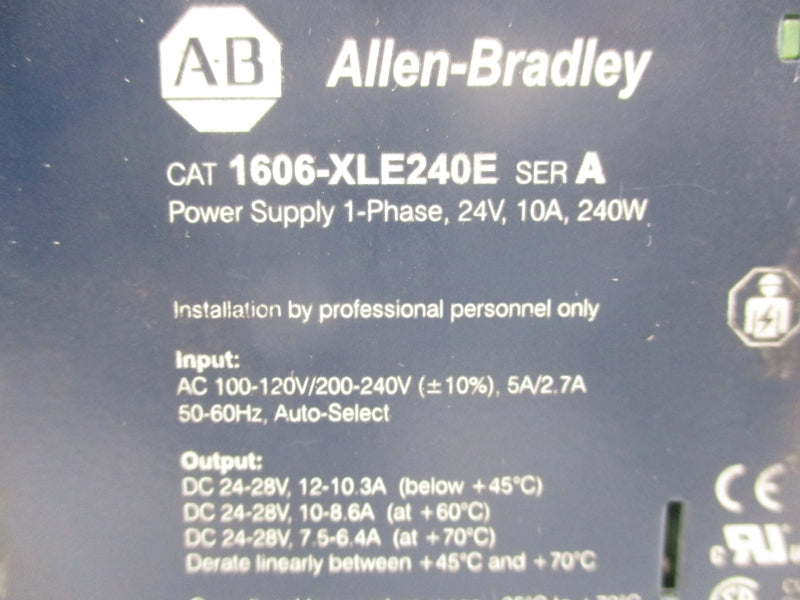 A·B Allen-Bradley
CAT 1606-XLE240E SER A
Power Supply 1-Phase, 24V, 10A, 240W
Installation by professional personnel only
Input:
AC 100-120V/200-240V (±10%), 5A/2.7A
50-60Hz, Auto-Select
Output:
DC 24-28V, 12-10.3A (below +45°C)
DC 24-28V, 10-8.6A (at +60°C)
DC 24-28V, 7.5-6.4A (at +70°C)
Derate linearly between +45°C and +70°C
CE
c RU